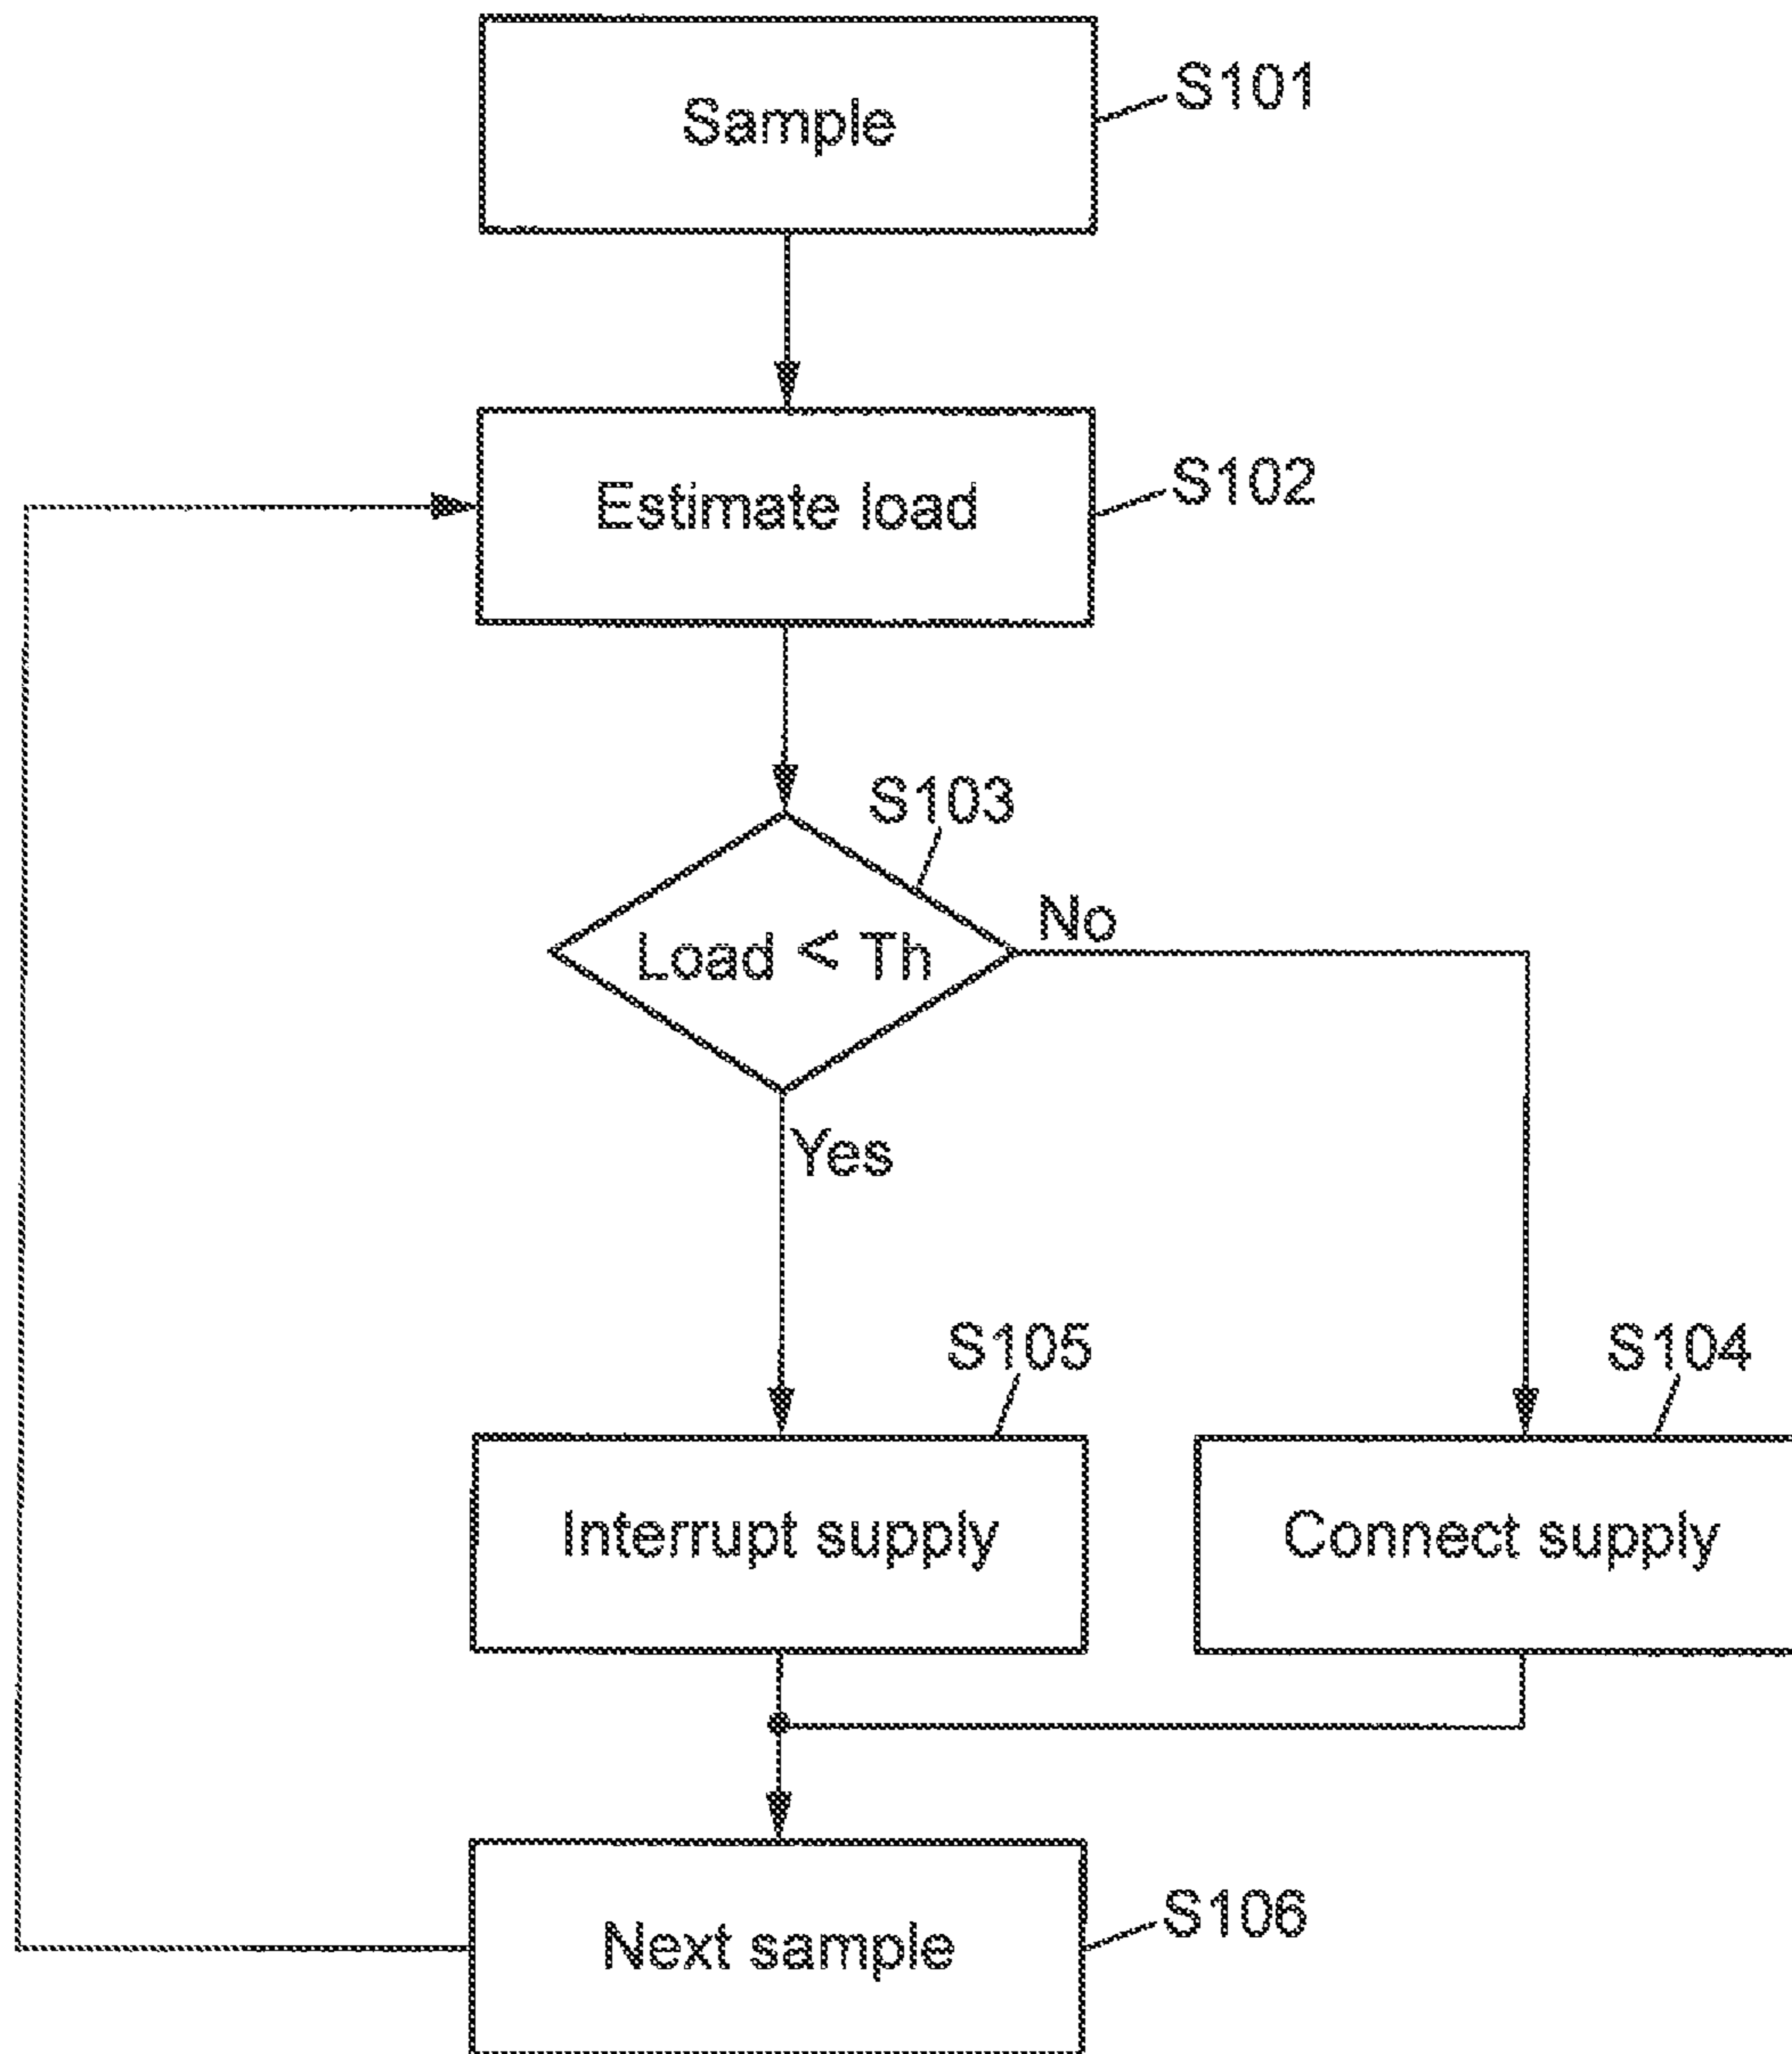 Sample
S101
Estimate load
S102
S103
Load < Th
No
Yes
S105
S104
Interrupt supply
Connect supply
Next sample
S106